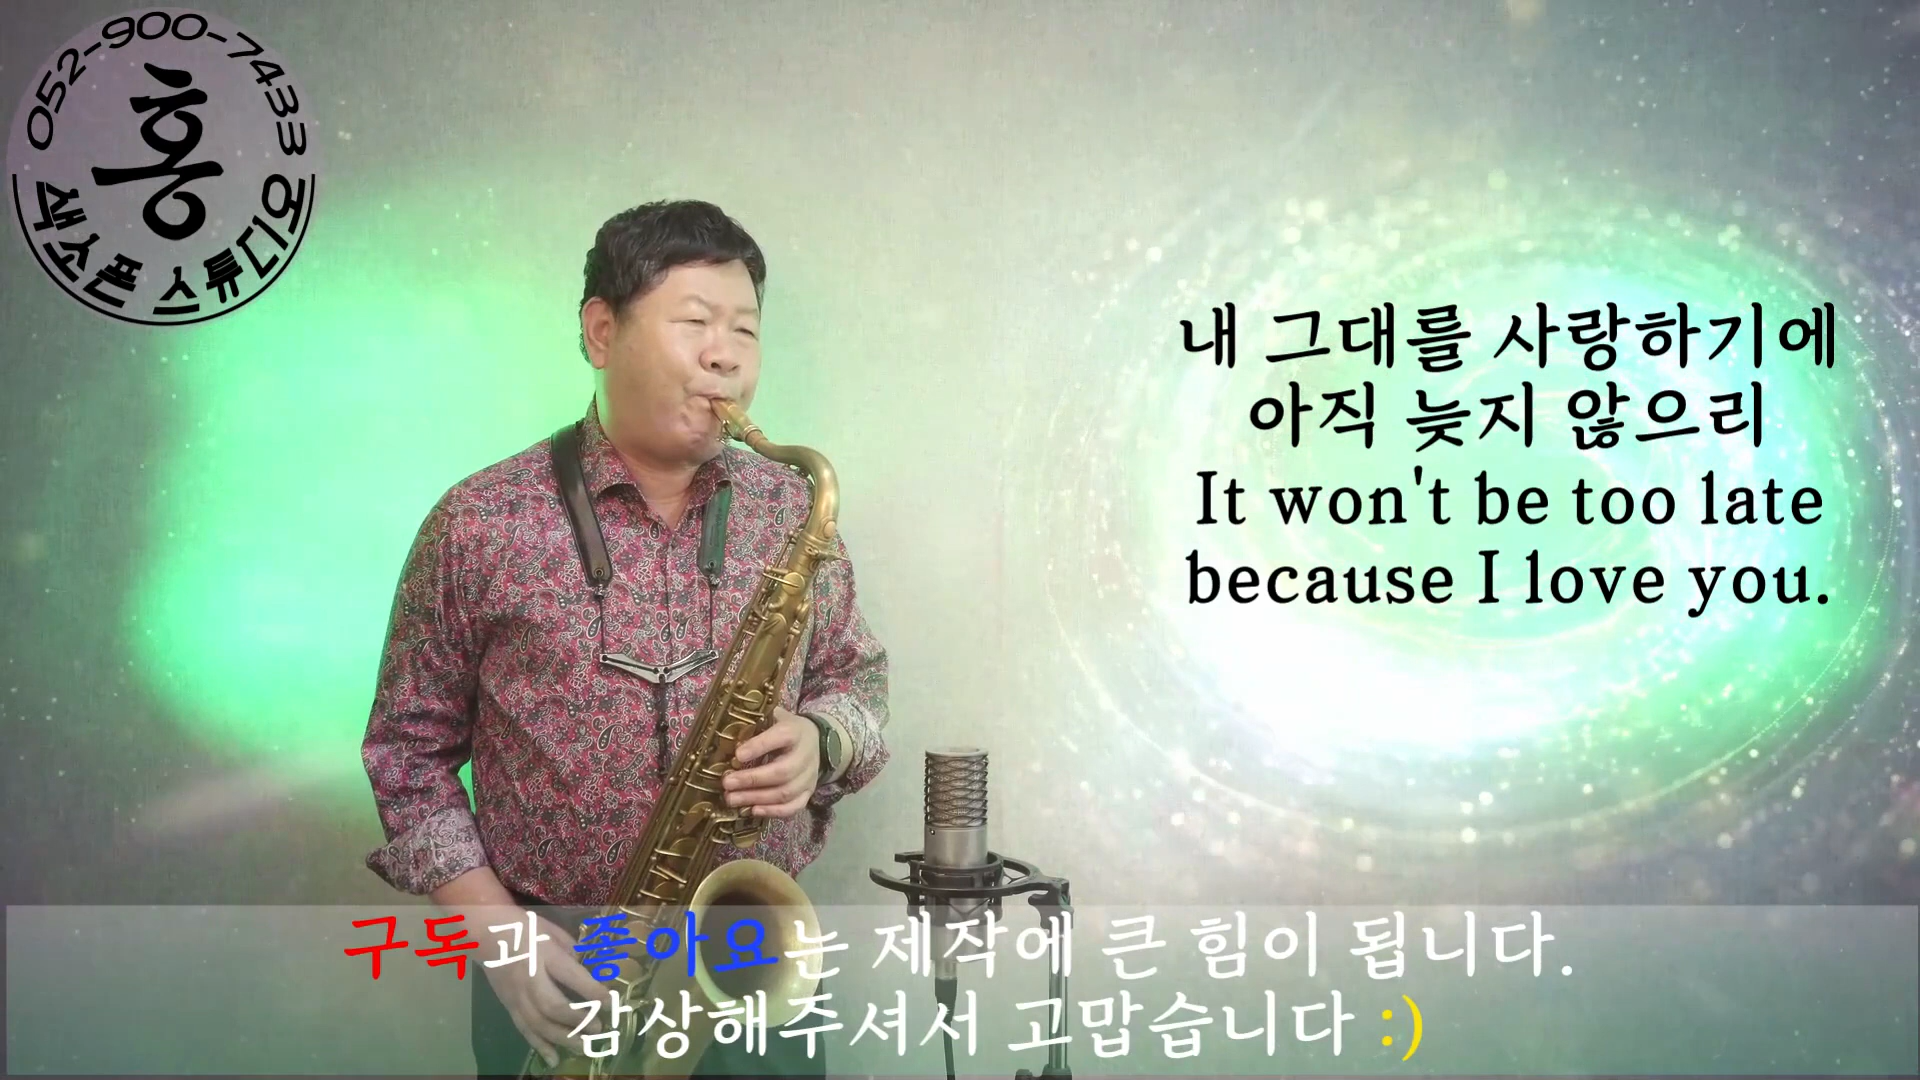 052-900-7433
홍
색소폰 스튜디오
내 그대를 사랑하기에
아직 늦지 않으리
It won't be too late
because I love you.
구독과 좋아요는 제작에 큰 힘이 됩니다.
감상해주셔서 고맙습니다 :)